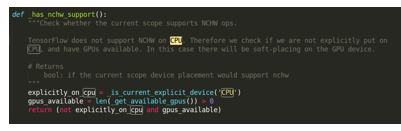 def _has_nchw_support():
"""Check whether the current scope supports NCHW ops.
TensorFlow does not support NCHW on CPU. Therefore we check if we are not explicitly put on
CPU, and have GPUs available. In this case there will be soft-placing on the GPU device.
# Returns
bool: if the current scope device placement would support nchw
"""
explicitly_on_cpu = _is_current_explicit_device('CPU')
gpus_available = len(_get_available_gpus()) > 0
return (not explicitly_on_cpu and gpus_available)